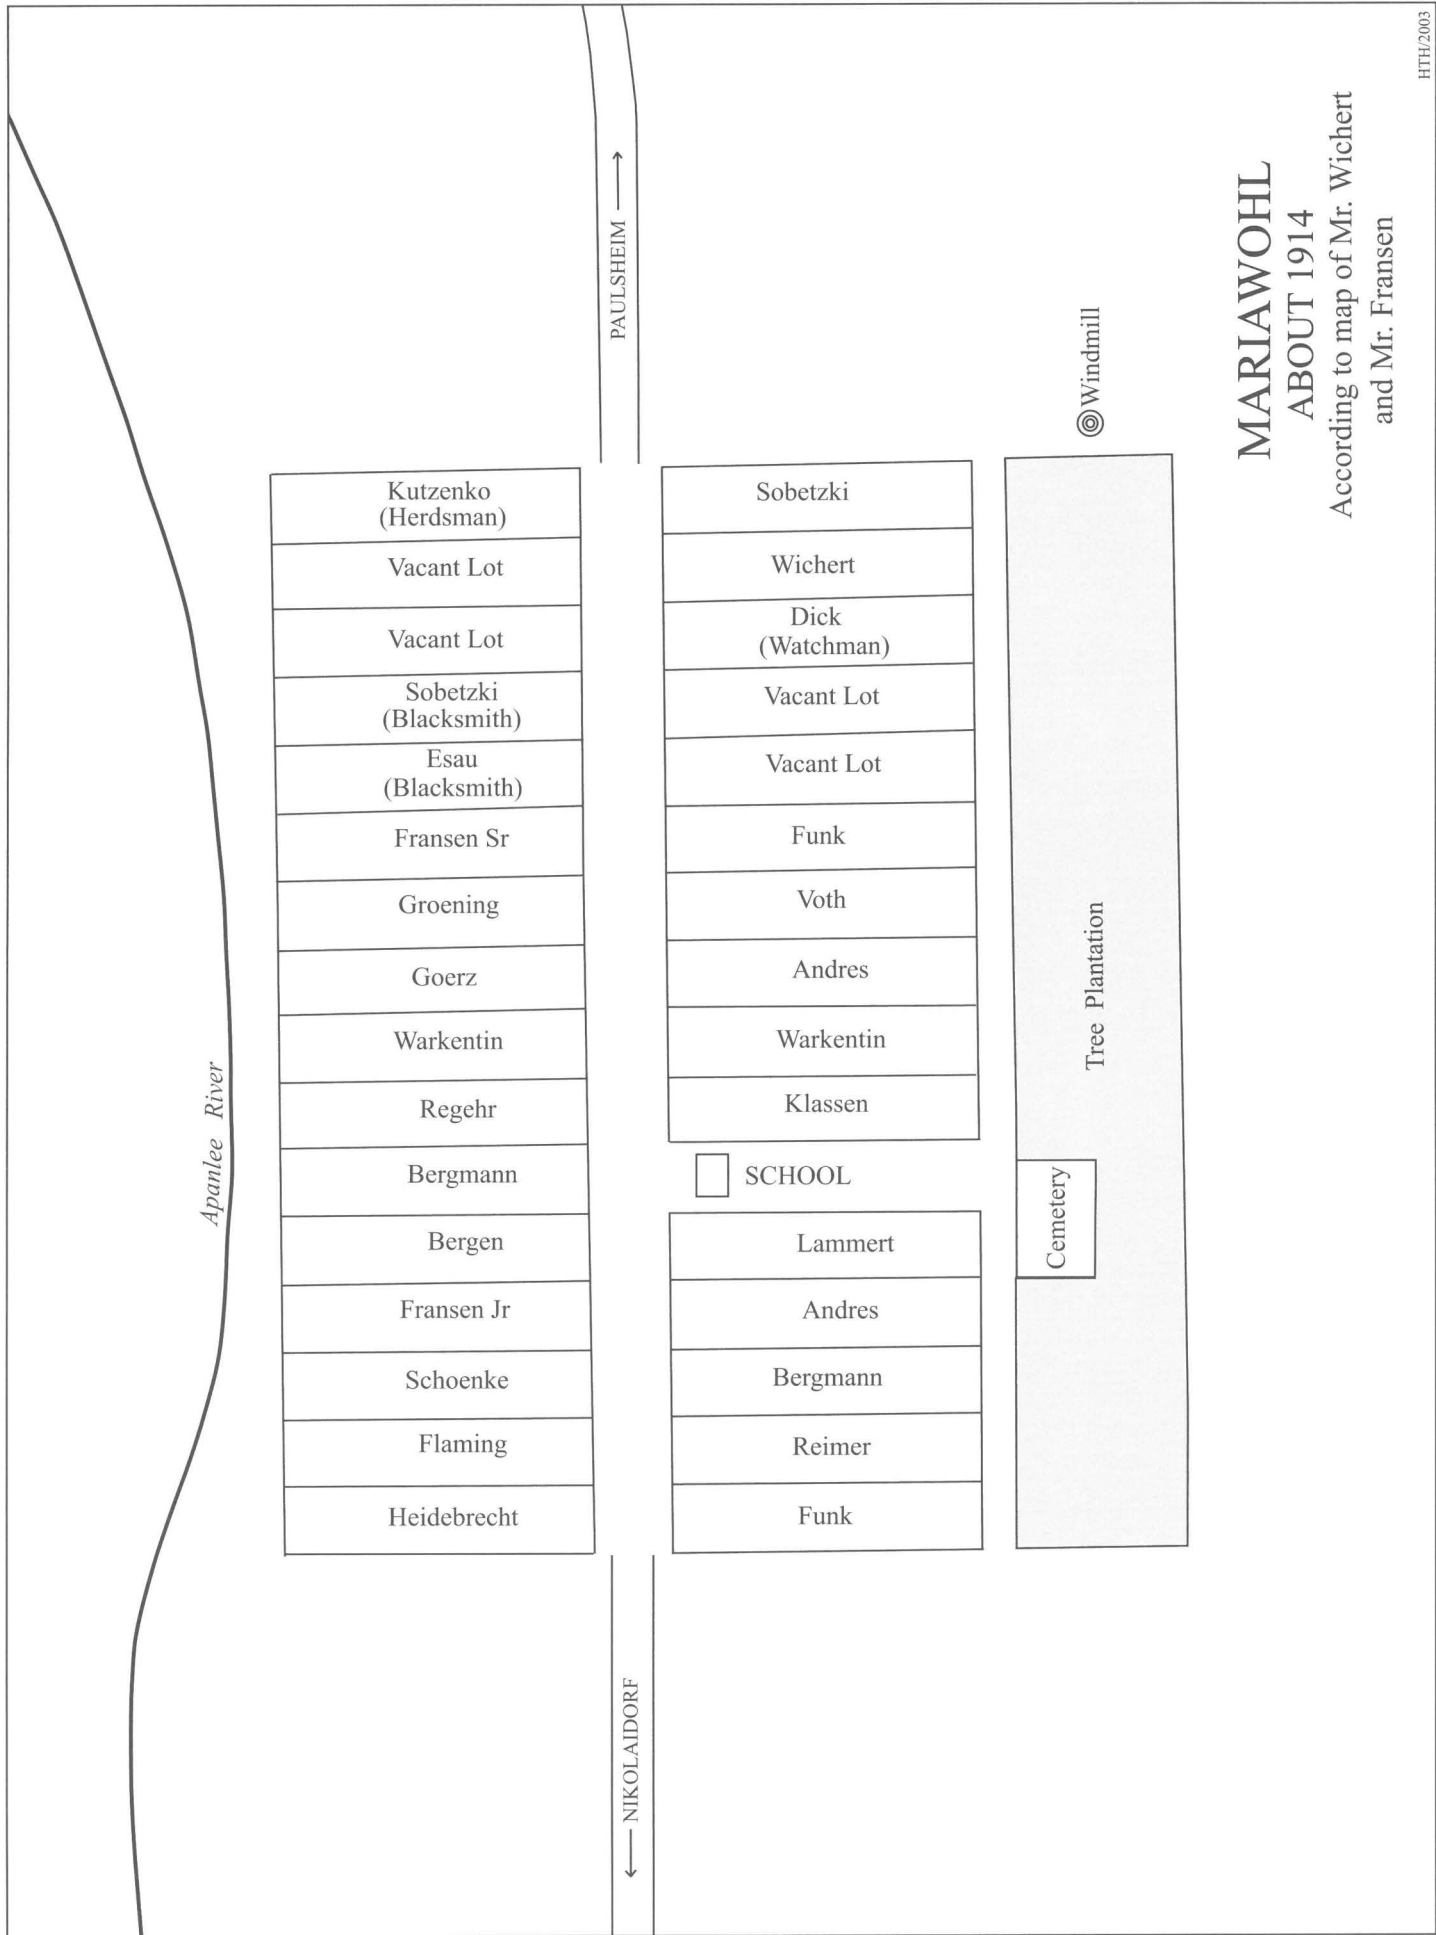 HTH/2003
MARIAWOHL
ABOUT 1914
According to map of Mr. Wichert
and Mr. Fransen
Apanlee River
PAULSHEIM
Windmill
Kutzenko
(Herdsman)
Vacant Lot
Vacant Lot
Sobetzki
(Blacksmith)
Esau
(Blacksmith)
Fransen Sr
Groening
Goerz
Warkentin
Regehr
Bergmann
Bergen
Fransen Jr
Schoenke
Flaming
Heidebrecht
Sobetzki
Wichert
Dick
(Watchman)
Vacant Lot
Vacant Lot
Funk
Voth
Andres
Warkentin
Klassen
SCHOOL
Lammert
Andres
Bergmann
Reimer
Funk
Tree Plantation
Cemetery
NIKOLAIDORF